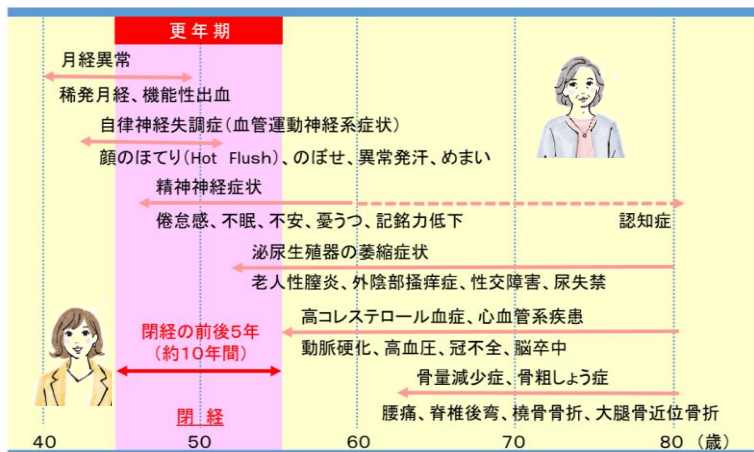 更年期
月経異常
稀発月経、機能性出血
自律神経失調症(血管運動神経系症状)
顔のほてり(Hot Flush)、のぼせ、異常発汗、めまい
精神神経症状
倦怠感、不眠、不安、憂うつ、記銘力低下
認知症
泌尿生殖器の萎縮症状
老人性膣炎、外陰部掻痒症、性交障害、尿失禁
高コレステロール血症、心血管系疾患
動脈硬化、高血圧、冠不全、脳卒中
閉経の前後5年
(約10年間)
骨量減少症、骨粗しょう症
腰痛、脊椎後弯、橈骨骨折、大腿骨近位骨折
閉経
40 50 60 70 80 (歳)